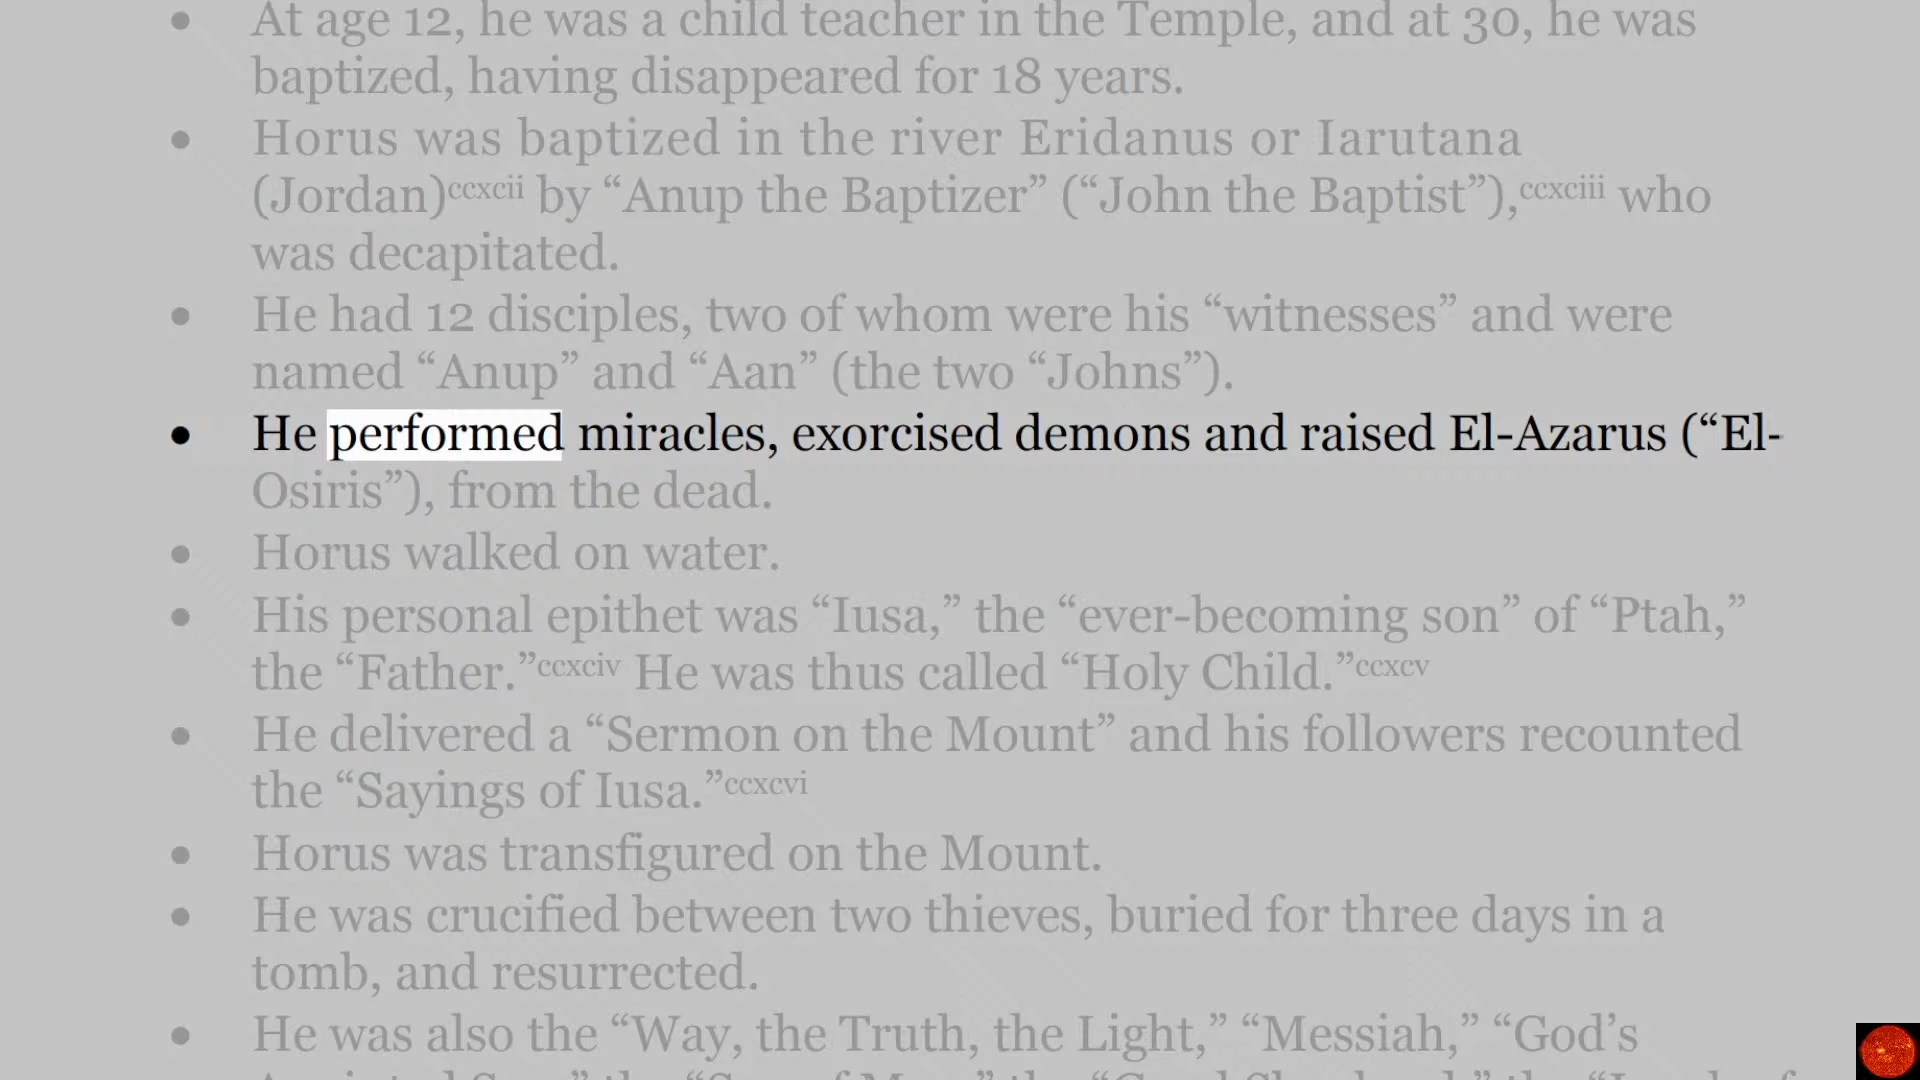 • At age 12, he was a child teacher in the Temple, and at 30, he was
baptized, having disappeared for 18 years.
• Horus was baptized in the river Eridanus or Iarutana
(Jordan)ccxcii by “Anup the Baptizer” (“John the Baptist”),ccxciii who
was decapitated.
• He had 12 disciples, two of whom were his “witnesses” and were
named “Anup” and “Aan” (the two “Johns”).
• He performed miracles, exorcised demons and raised El-Azarus (“El-
Osiris”), from the dead.
• Horus walked on water.
• His personal epithet was “Iusa,” the “ever-becoming son” of “Ptah,”
the “Father.”ccxciv He was thus called “Holy Child.”ccxcv
• He delivered a “Sermon on the Mount” and his followers recounted
the “Sayings of Iusa.”ccxcvi
• Horus was transfigured on the Mount.
• He was crucified between two thieves, buried for three days in a
tomb, and resurrected.
• He was also the “Way, the Truth, the Light,” “Messiah,” “God’s